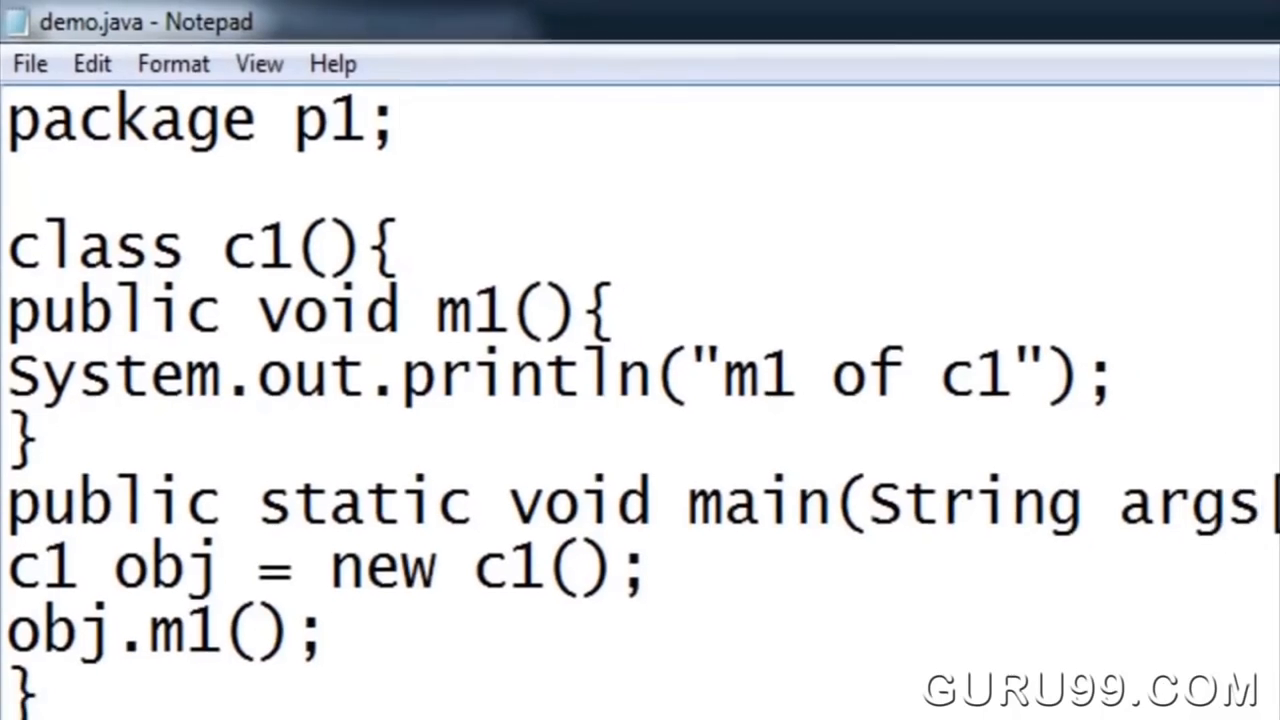 demo.java - Notepad
File Edit Format View Help
package p1;
class c1(){
public void m1(){
System.out.println("m1 of c1");
}
public static void main(String args[
c1 obj = new c1();
obj.m1();
}
GURU99.COM